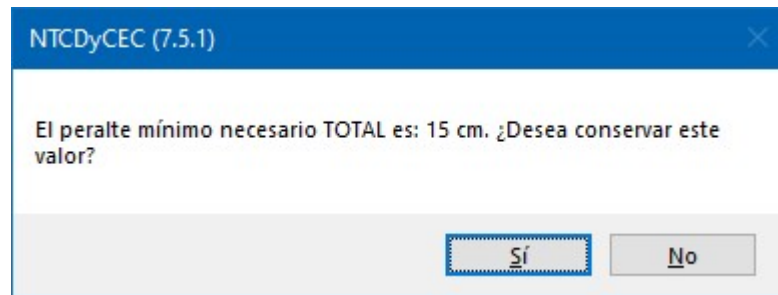 NTCDyCEC (7.5.1)
El peralte mínimo necesario TOTAL es: 15 cm. ¿Desea conservar este
valor?
Sí
No